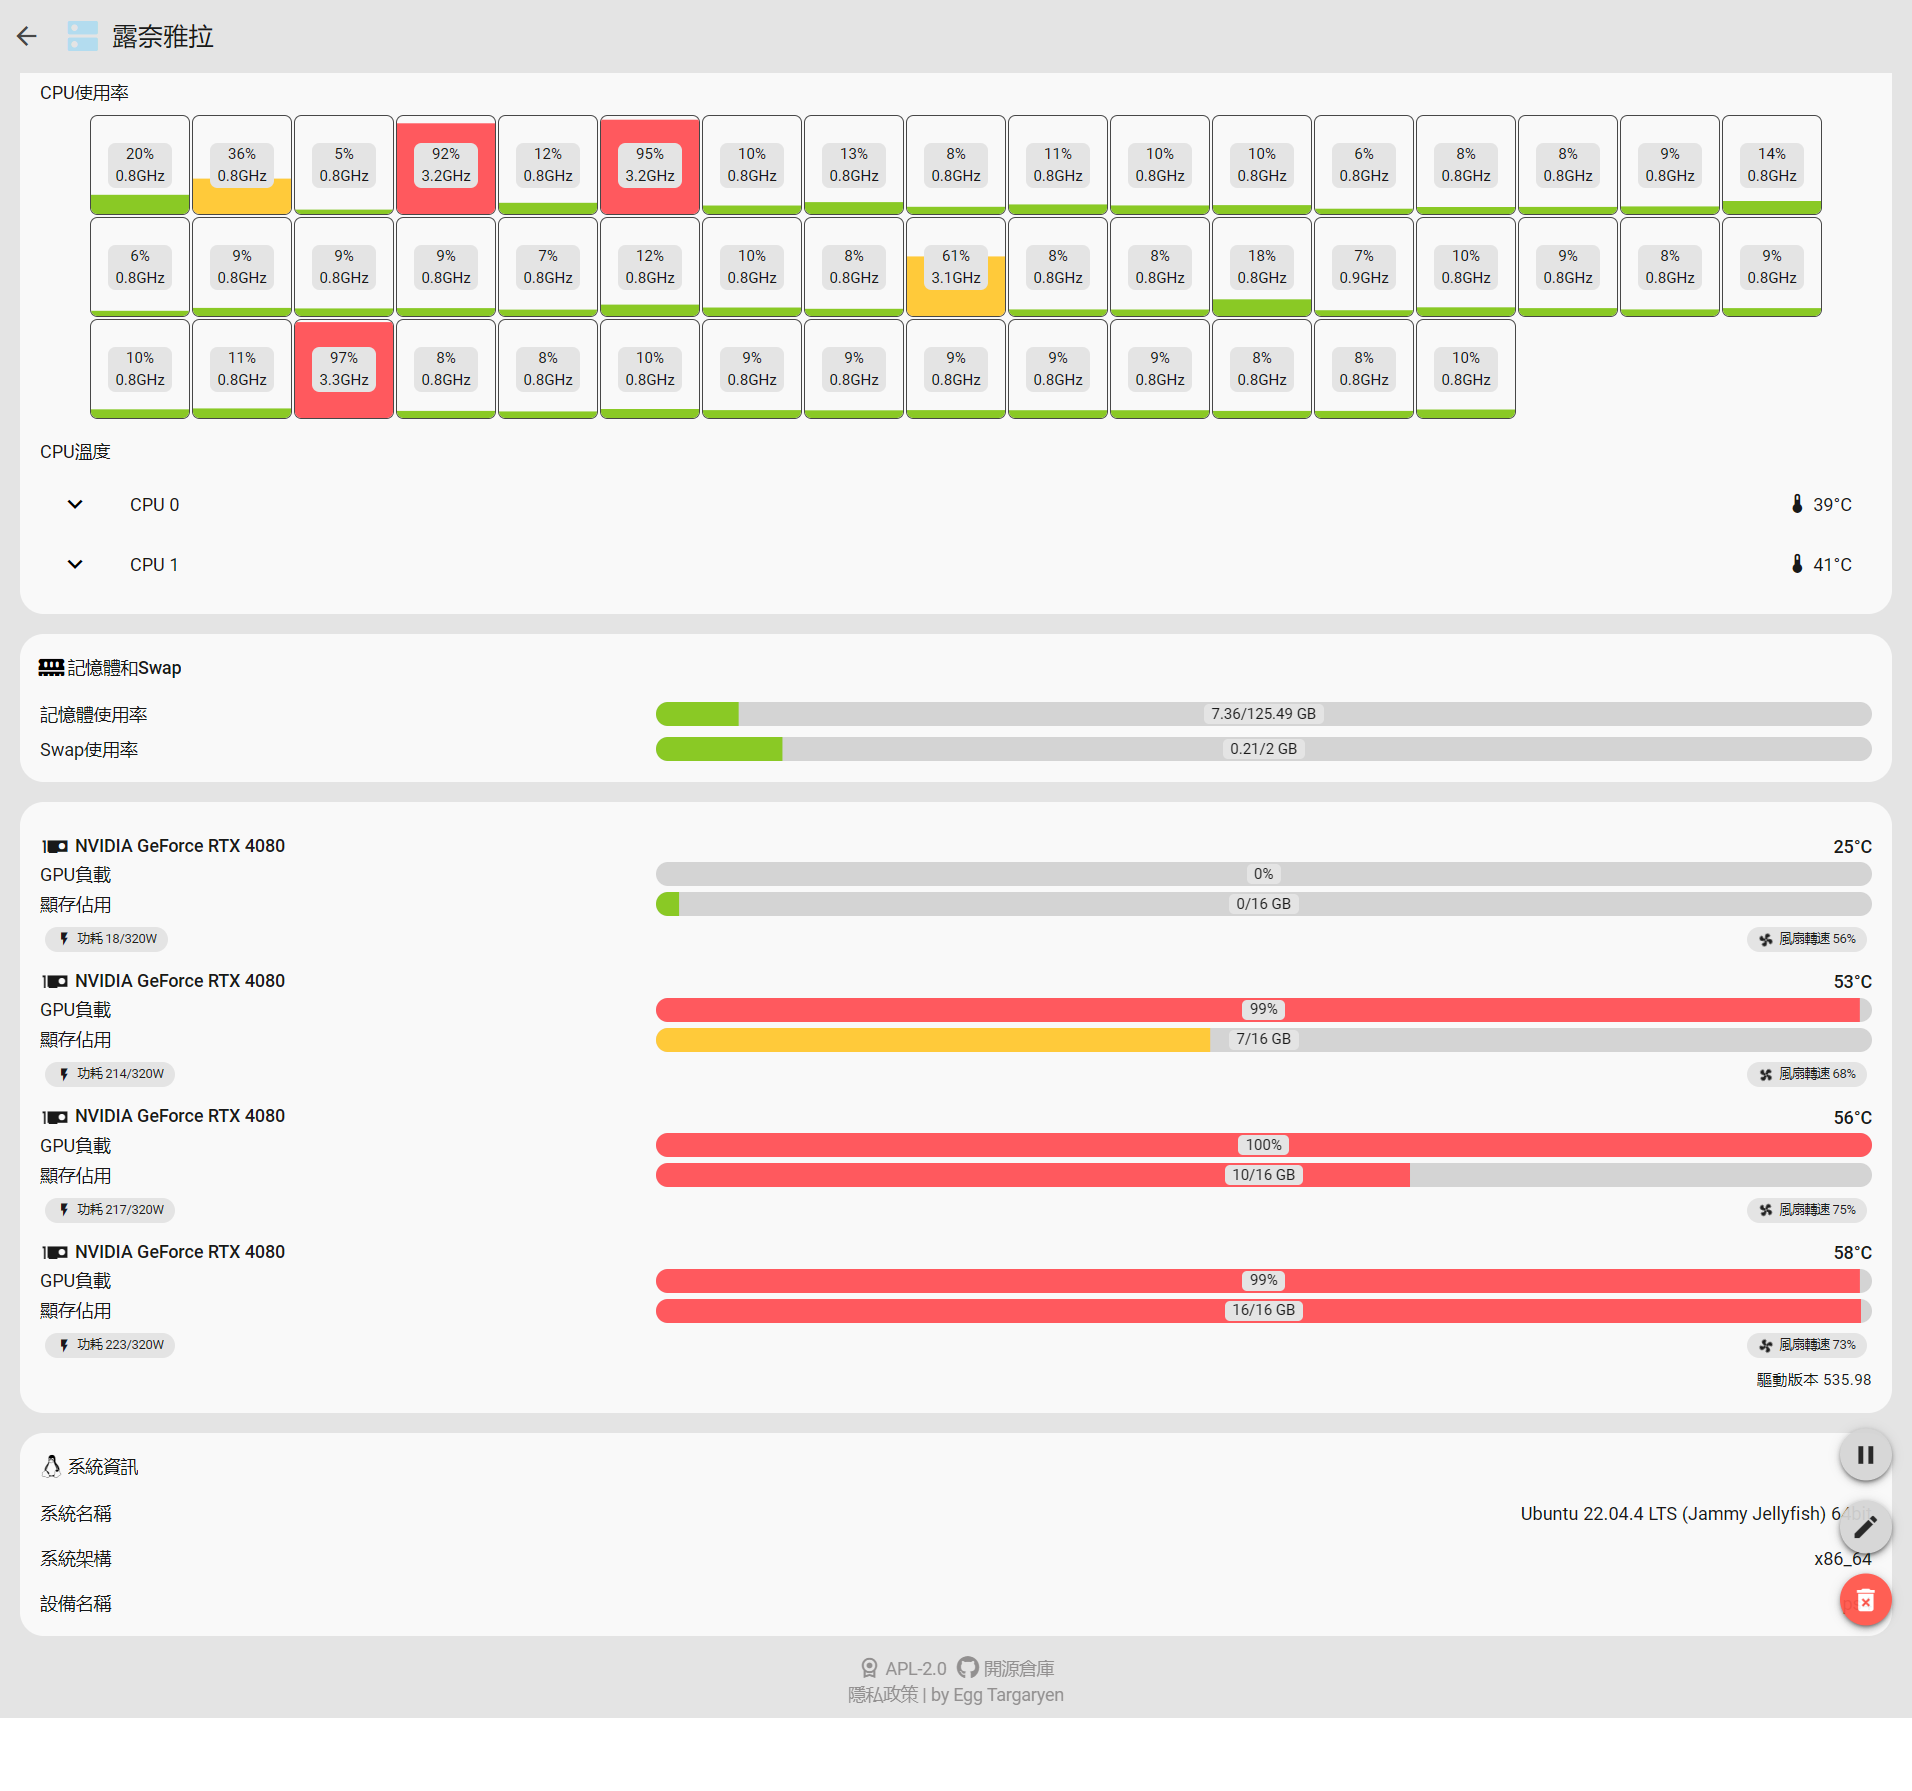 露奈雅拉
CPU使用率
20% 36% 5% 92% 12% 95% 10% 13% 8% 11% 10% 10% 6% 8% 8% 9% 14%
0.8GHz 0.8GHz 0.8GHz 3.2GHz 0.8GHz 3.2GHz 0.8GHz 0.8GHz 0.8GHz 0.8GHz 0.8GHz 0.8GHz 0.8GHz 0.8GHz 0.8GHz 0.8GHz 0.8GHz
6% 9% 9% 9% 7% 12% 10% 8% 61% 8% 8% 18% 7% 10% 9% 8% 9%
0.8GHz 0.8GHz 0.8GHz 0.8GHz 0.8GHz 0.8GHz 0.8GHz 0.8GHz 3.1GHz 0.8GHz 0.8GHz 0.8GHz 0.9GHz 0.8GHz 0.8GHz 0.8GHz 0.8GHz
10% 11% 97% 8% 8% 10% 9% 9% 9% 9% 9% 8% 8% 10%
0.8GHz 0.8GHz 3.3GHz 0.8GHz 0.8GHz 0.8GHz 0.8GHz 0.8GHz 0.8GHz 0.8GHz 0.8GHz 0.8GHz 0.8GHz 0.8GHz
CPU溫度
CPU 0 39°C
CPU 1 41°C
記憶體和Swap
記憶體使用率 7.36/125.49 GB
Swap使用率 0.21/2 GB
NVIDIA GeForce RTX 4080 25°C
GPU負載 0%
顯存佔用 0/16 GB
功耗 18/320W 風扇轉速 56%
NVIDIA GeForce RTX 4080 53°C
GPU負載 99%
顯存佔用 7/16 GB
功耗 214/320W 風扇轉速 68%
NVIDIA GeForce RTX 4080 56°C
GPU負載 100%
顯存佔用 10/16 GB
功耗 217/320W 風扇轉速 75%
NVIDIA GeForce RTX 4080 58°C
GPU負載 99%
顯存佔用 16/16 GB
功耗 223/320W 風扇轉速 73%
驅動版本 535.98
系統資訊
系統名稱 Ubuntu 22.04.4 LTS (Jammy Jellyfish) 64bit
系統架構 x86_64
設備名稱
APL-2.0 開源倉庫
隱私政策 | by Egg Targaryen